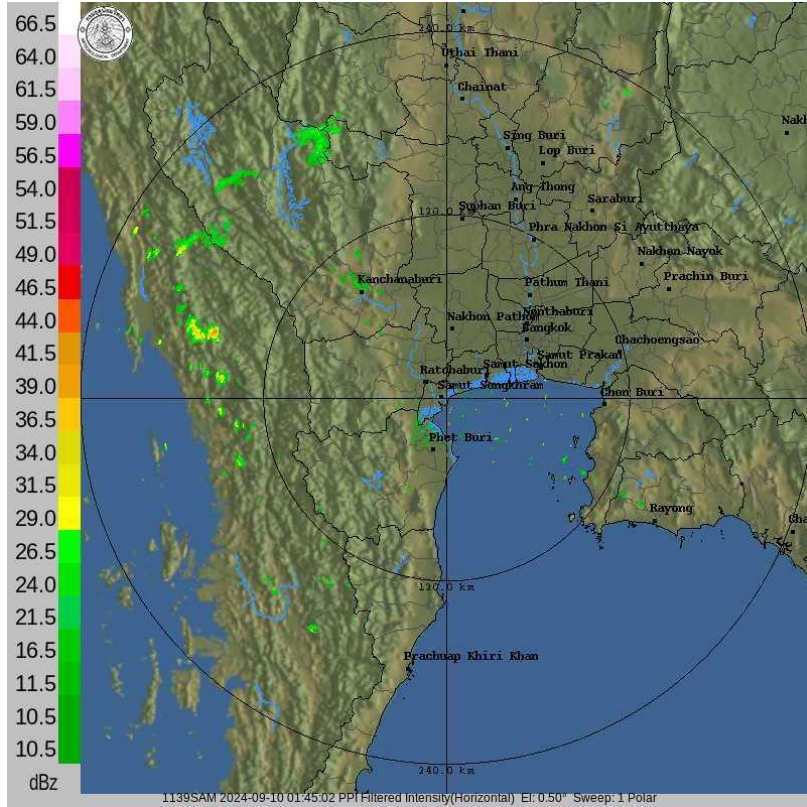 66.5
64.0
61.5
59.0
56.5
54.0
51.5
49.0
46.5
44.0
41.5
39.0
36.5
34.0
31.5
29.0
26.5
24.0
21.5
16.5
11.5
10.5
10.5
dBz
240.0 km
Uthai Thani
Chainat
Nakh
Sing Buri
Lop Buri
Ang Thong
Saraburi
Suphan Buri
120.0 km
Phra Nakhon Si Ayutthaya
Nakhon Nayok
Kanchanaburi
Pathum Thani
Prachin Buri
Nonthaburi
Nakhon Pathom
Bangkok
Chachoengsao
Samut Prakan
Samut Sakhon
Ratchaburi
Samut Songkhram
Chon Buri
Phet Buri
Rayong
Cha
120.0 km
Prachuap Khiri Khan
240.0 km
1139SAM 2024-09-10 01:45:02 PPI Filtered Intensity(Horizontal) El: 0.50° Sweep: 1 Polar